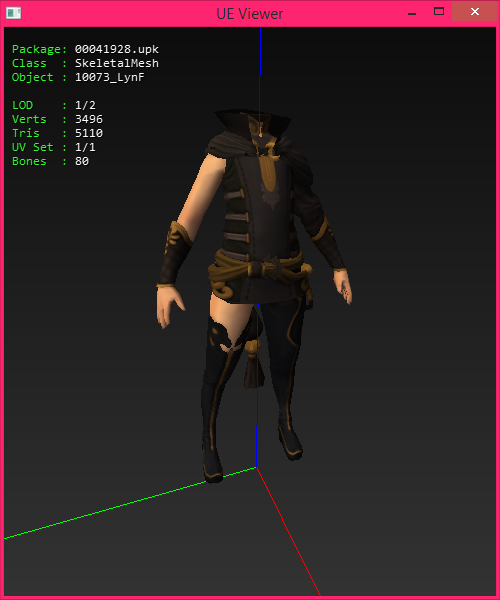 UE Viewer
Package: 00041928.upk
Class : SkeletalMesh
Object : 10073_LynF
LOD : 1/2
Verts : 3496
Tris : 5110
UV Set : 1/1
Bones : 80